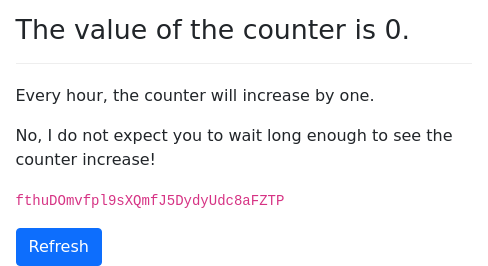 The value of the counter is 0.
Every hour, the counter will increase by one.
No, I do not expect you to wait long enough to see the
counter increase!
fthuDOmvfpl9sXQmfJ5DydyUdc8aFZTP
Refresh